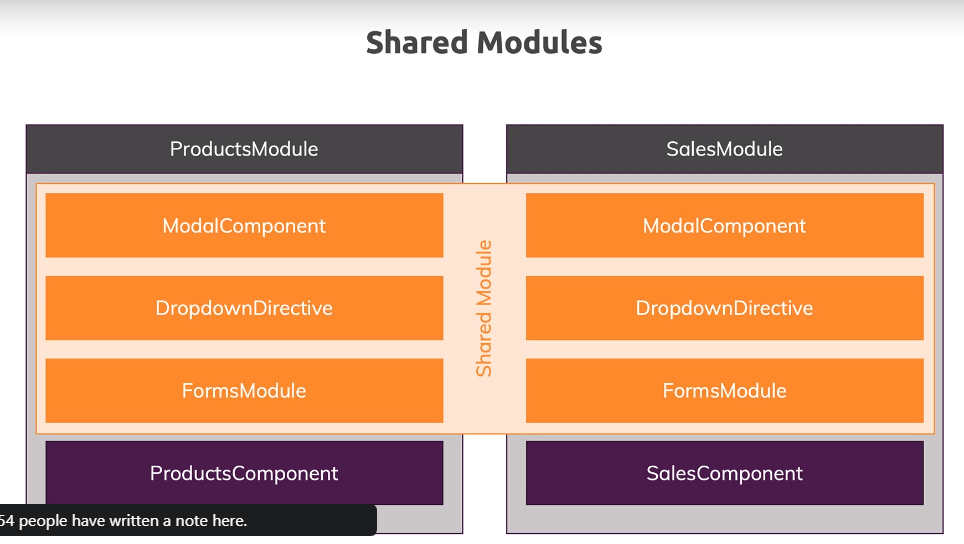 Shared Modules
ProductsModule
SalesModule
ModalComponent
ModalComponent
DropdownDirective
DropdownDirective
FormsModule
FormsModule
Shared Module
ProductsComponent
SalesComponent
54 people have written a note here.